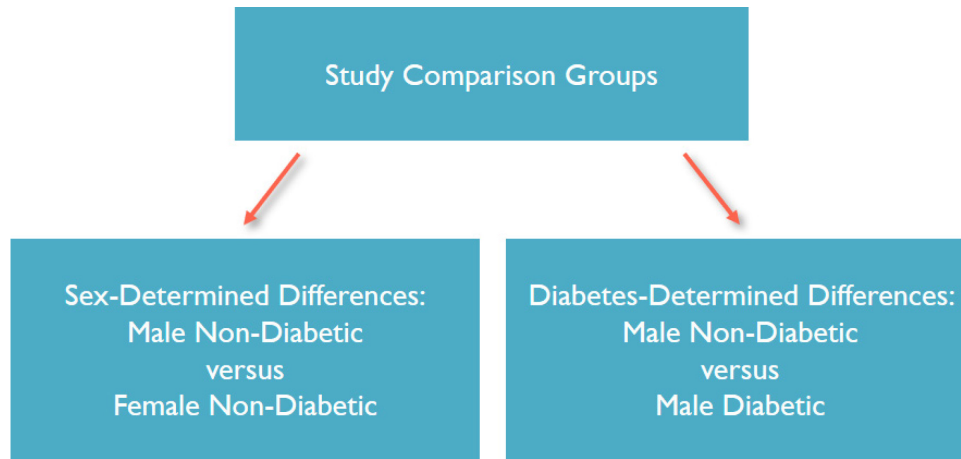 Study Comparison Groups
Sex-Determined Differences:
Male Non-Diabetic
versus
Female Non-Diabetic
Diabetes-Determined Differences:
Male Non-Diabetic
versus
Male Diabetic